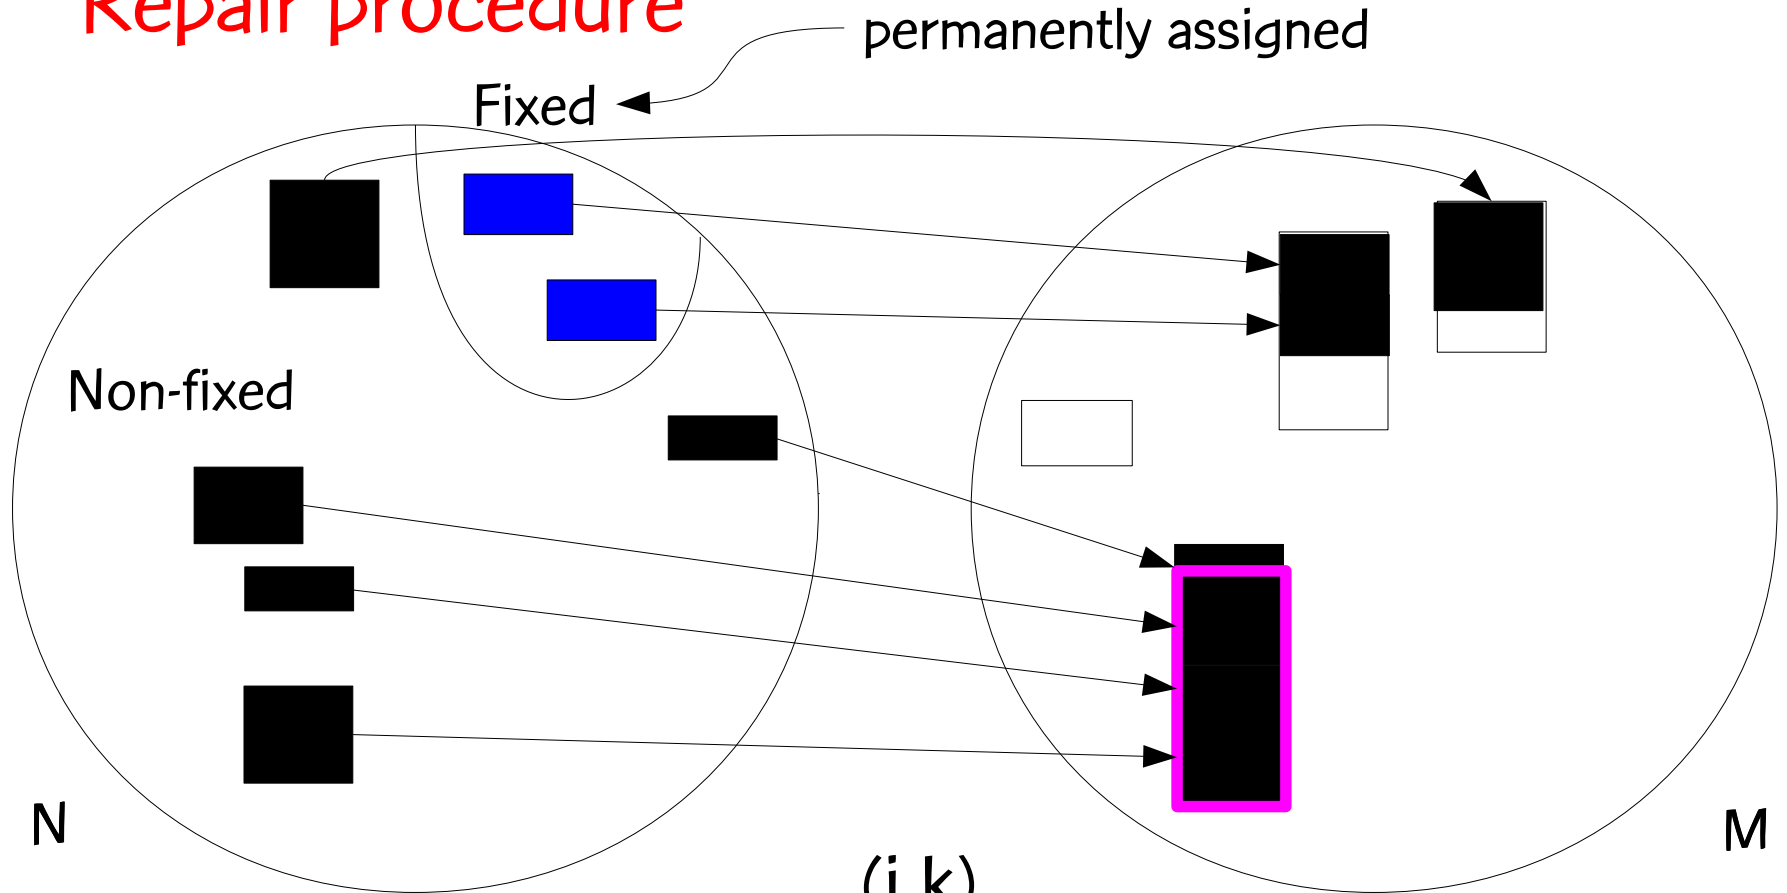 Repair procedure
permanently assigned
Fixed
Non-fixed
N
M
(j,k)